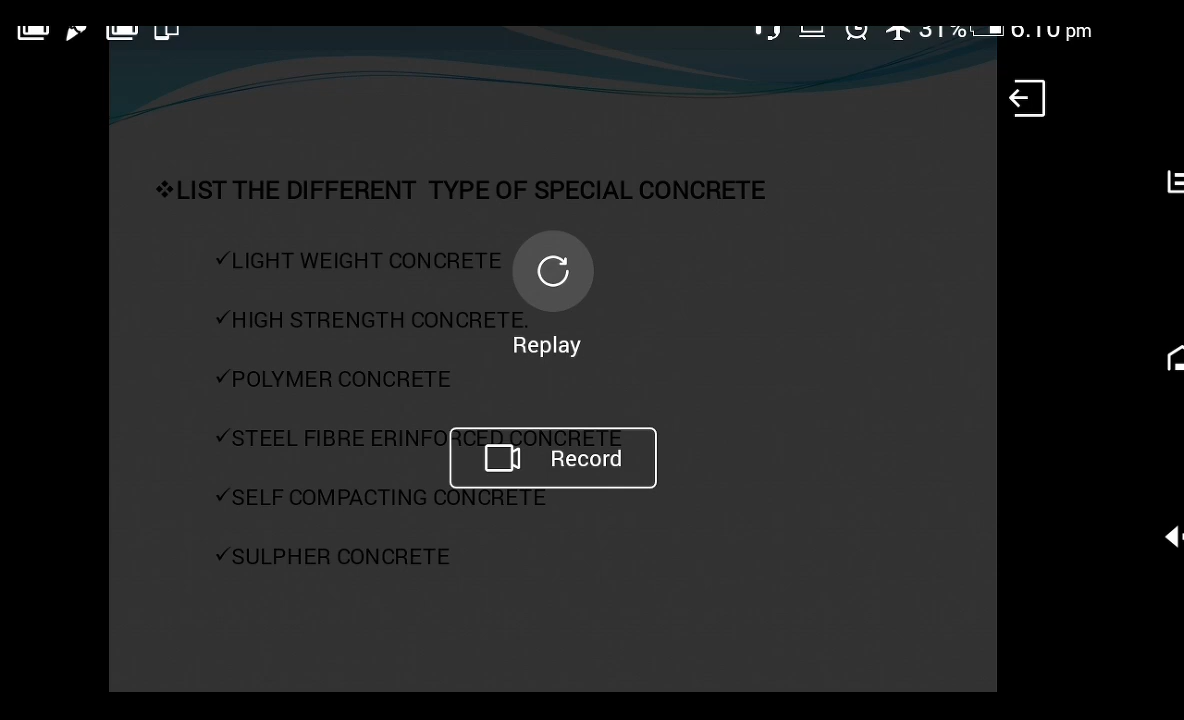 31% 6.10 pm
❖LIST THE DIFFERENT TYPE OF SPECIAL CONCRETE
✓LIGHT WEIGHT CONCRETE
✓HIGH STRENGTH CONCRETE.
Replay
✓POLYMER CONCRETE
✓STEEL FIBRE ERINFORCED CONCRETE
Record
✓SELF COMPACTING CONCRETE
✓SULPHER CONCRETE